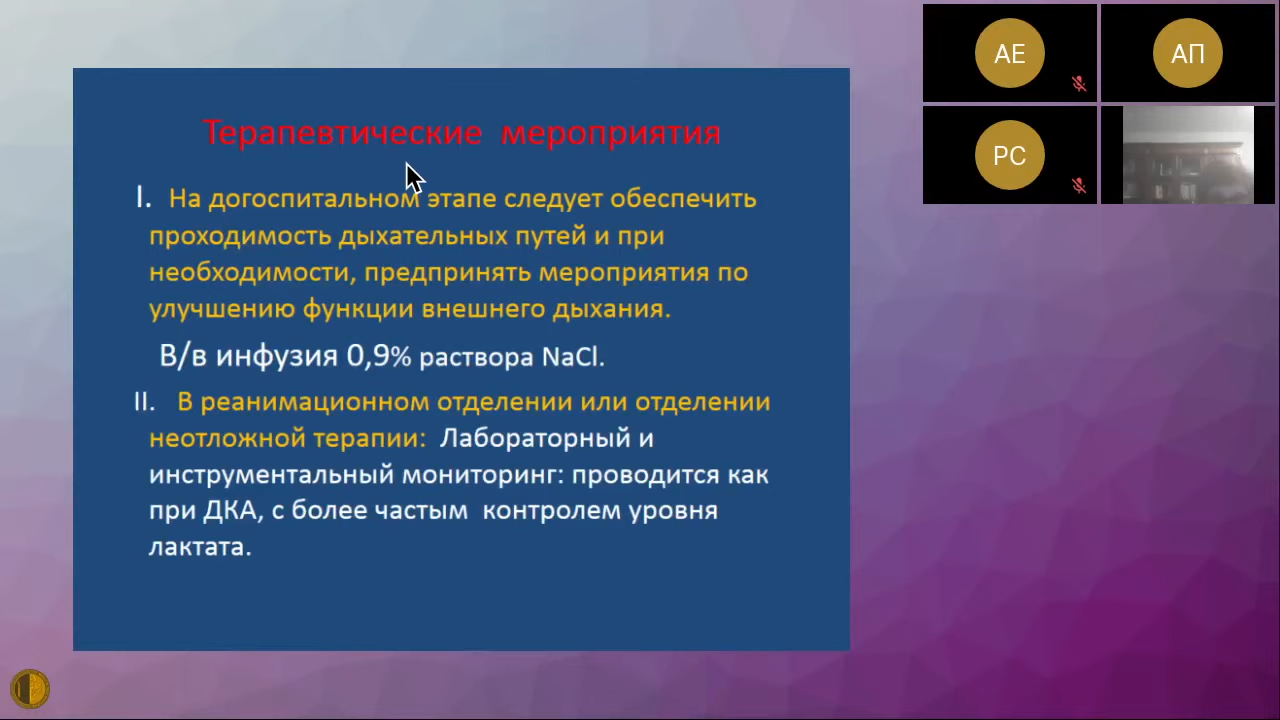 Терапевтические мероприятия
I. На догоспитальном этапе следует обеспечить
проходимость дыхательных путей и при
необходимости, предпринять мероприятия по
улучшению функции внешнего дыхания.
В/в инфузия 0,9% раствора NaCl.
II. В реанимационном отделении или отделении
неотложной терапии: Лабораторный и
инструментальный мониторинг: проводится как
при ДКА, с более частым контролем уровня
лактата.
АЕ
АП
РС